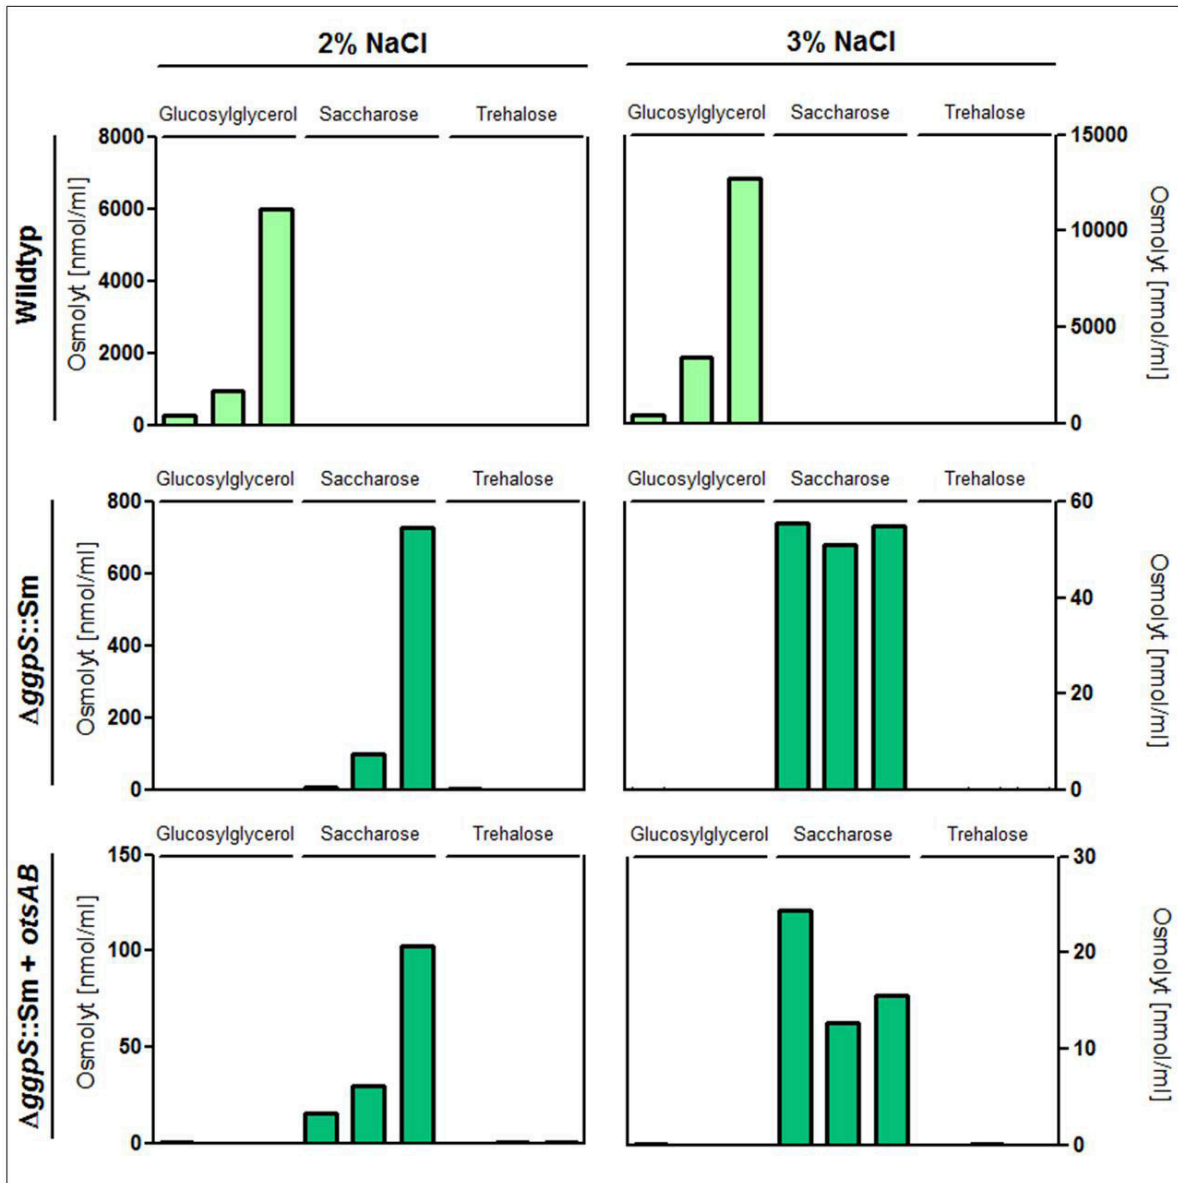 2% NaCl
3% NaCl
Wildtyp
Osmolyt [nmol/ml]
Glucosylglycerol Saccharose Trehalose
8000
6000
4000
2000
0
Glucosylglycerol Saccharose Trehalose
15000
10000
5000
0
Osmolyt [nmol/ml]
ΔggpS::Sm
Osmolyt [nmol/ml]
Glucosylglycerol Saccharose Trehalose
800
600
400
200
0
Glucosylglycerol Saccharose Trehalose
60
40
20
0
Osmolyt [nmol/ml]
ΔggpS::Sm + otsAB
Osmolyt [nmol/ml]
Glucosylglycerol Saccharose Trehalose
150
100
50
0
Glucosylglycerol Saccharose Trehalose
30
20
10
0
Osmolyt [nmol/ml]